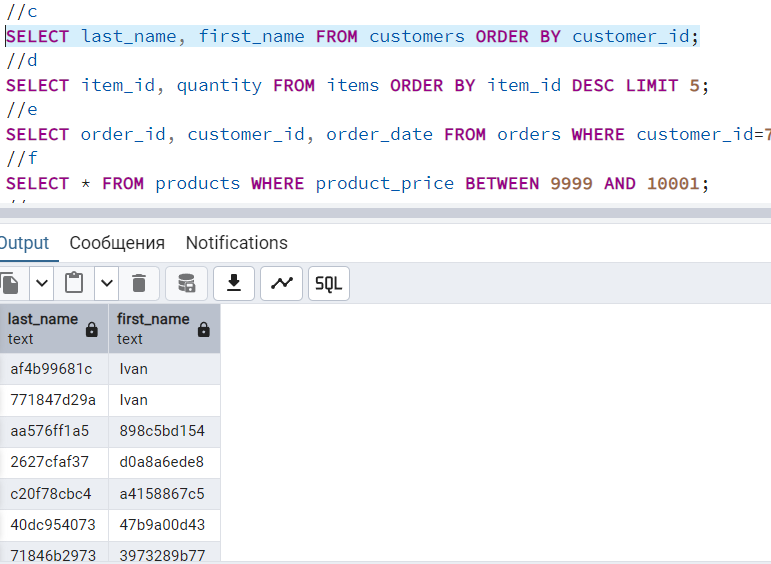 //c
SELECT last_name, first_name FROM customers ORDER BY customer_id;
//d
SELECT item_id, quantity FROM items ORDER BY item_id DESC LIMIT 5;
//e
SELECT order_id, customer_id, order_date FROM orders WHERE customer_id=7
//f
SELECT * FROM products WHERE product_price BETWEEN 9999 AND 10001;
Output Сообщения Notifications
SQL
last_name first_name
text text
af4b99681c Ivan
771847d29a Ivan
aa576ff1a5 898c5bd154
2627cfaf37 d0a8a6ede8
c20f78cbc4 a4158867c5
40dc954073 47b9a00d43
71846b2973 3973289b77